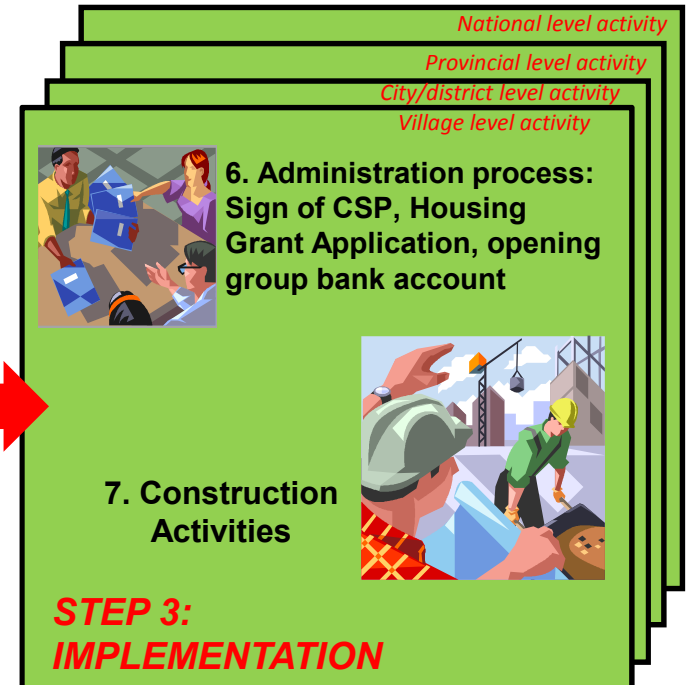 National level activity
Provincial level activity
City/district level activity
Village level activity
6. Administration process:
Sign of CSP, Housing
Grant Application, opening
group bank account
7. Construction
Activities
STEP 3:
IMPLEMENTATION